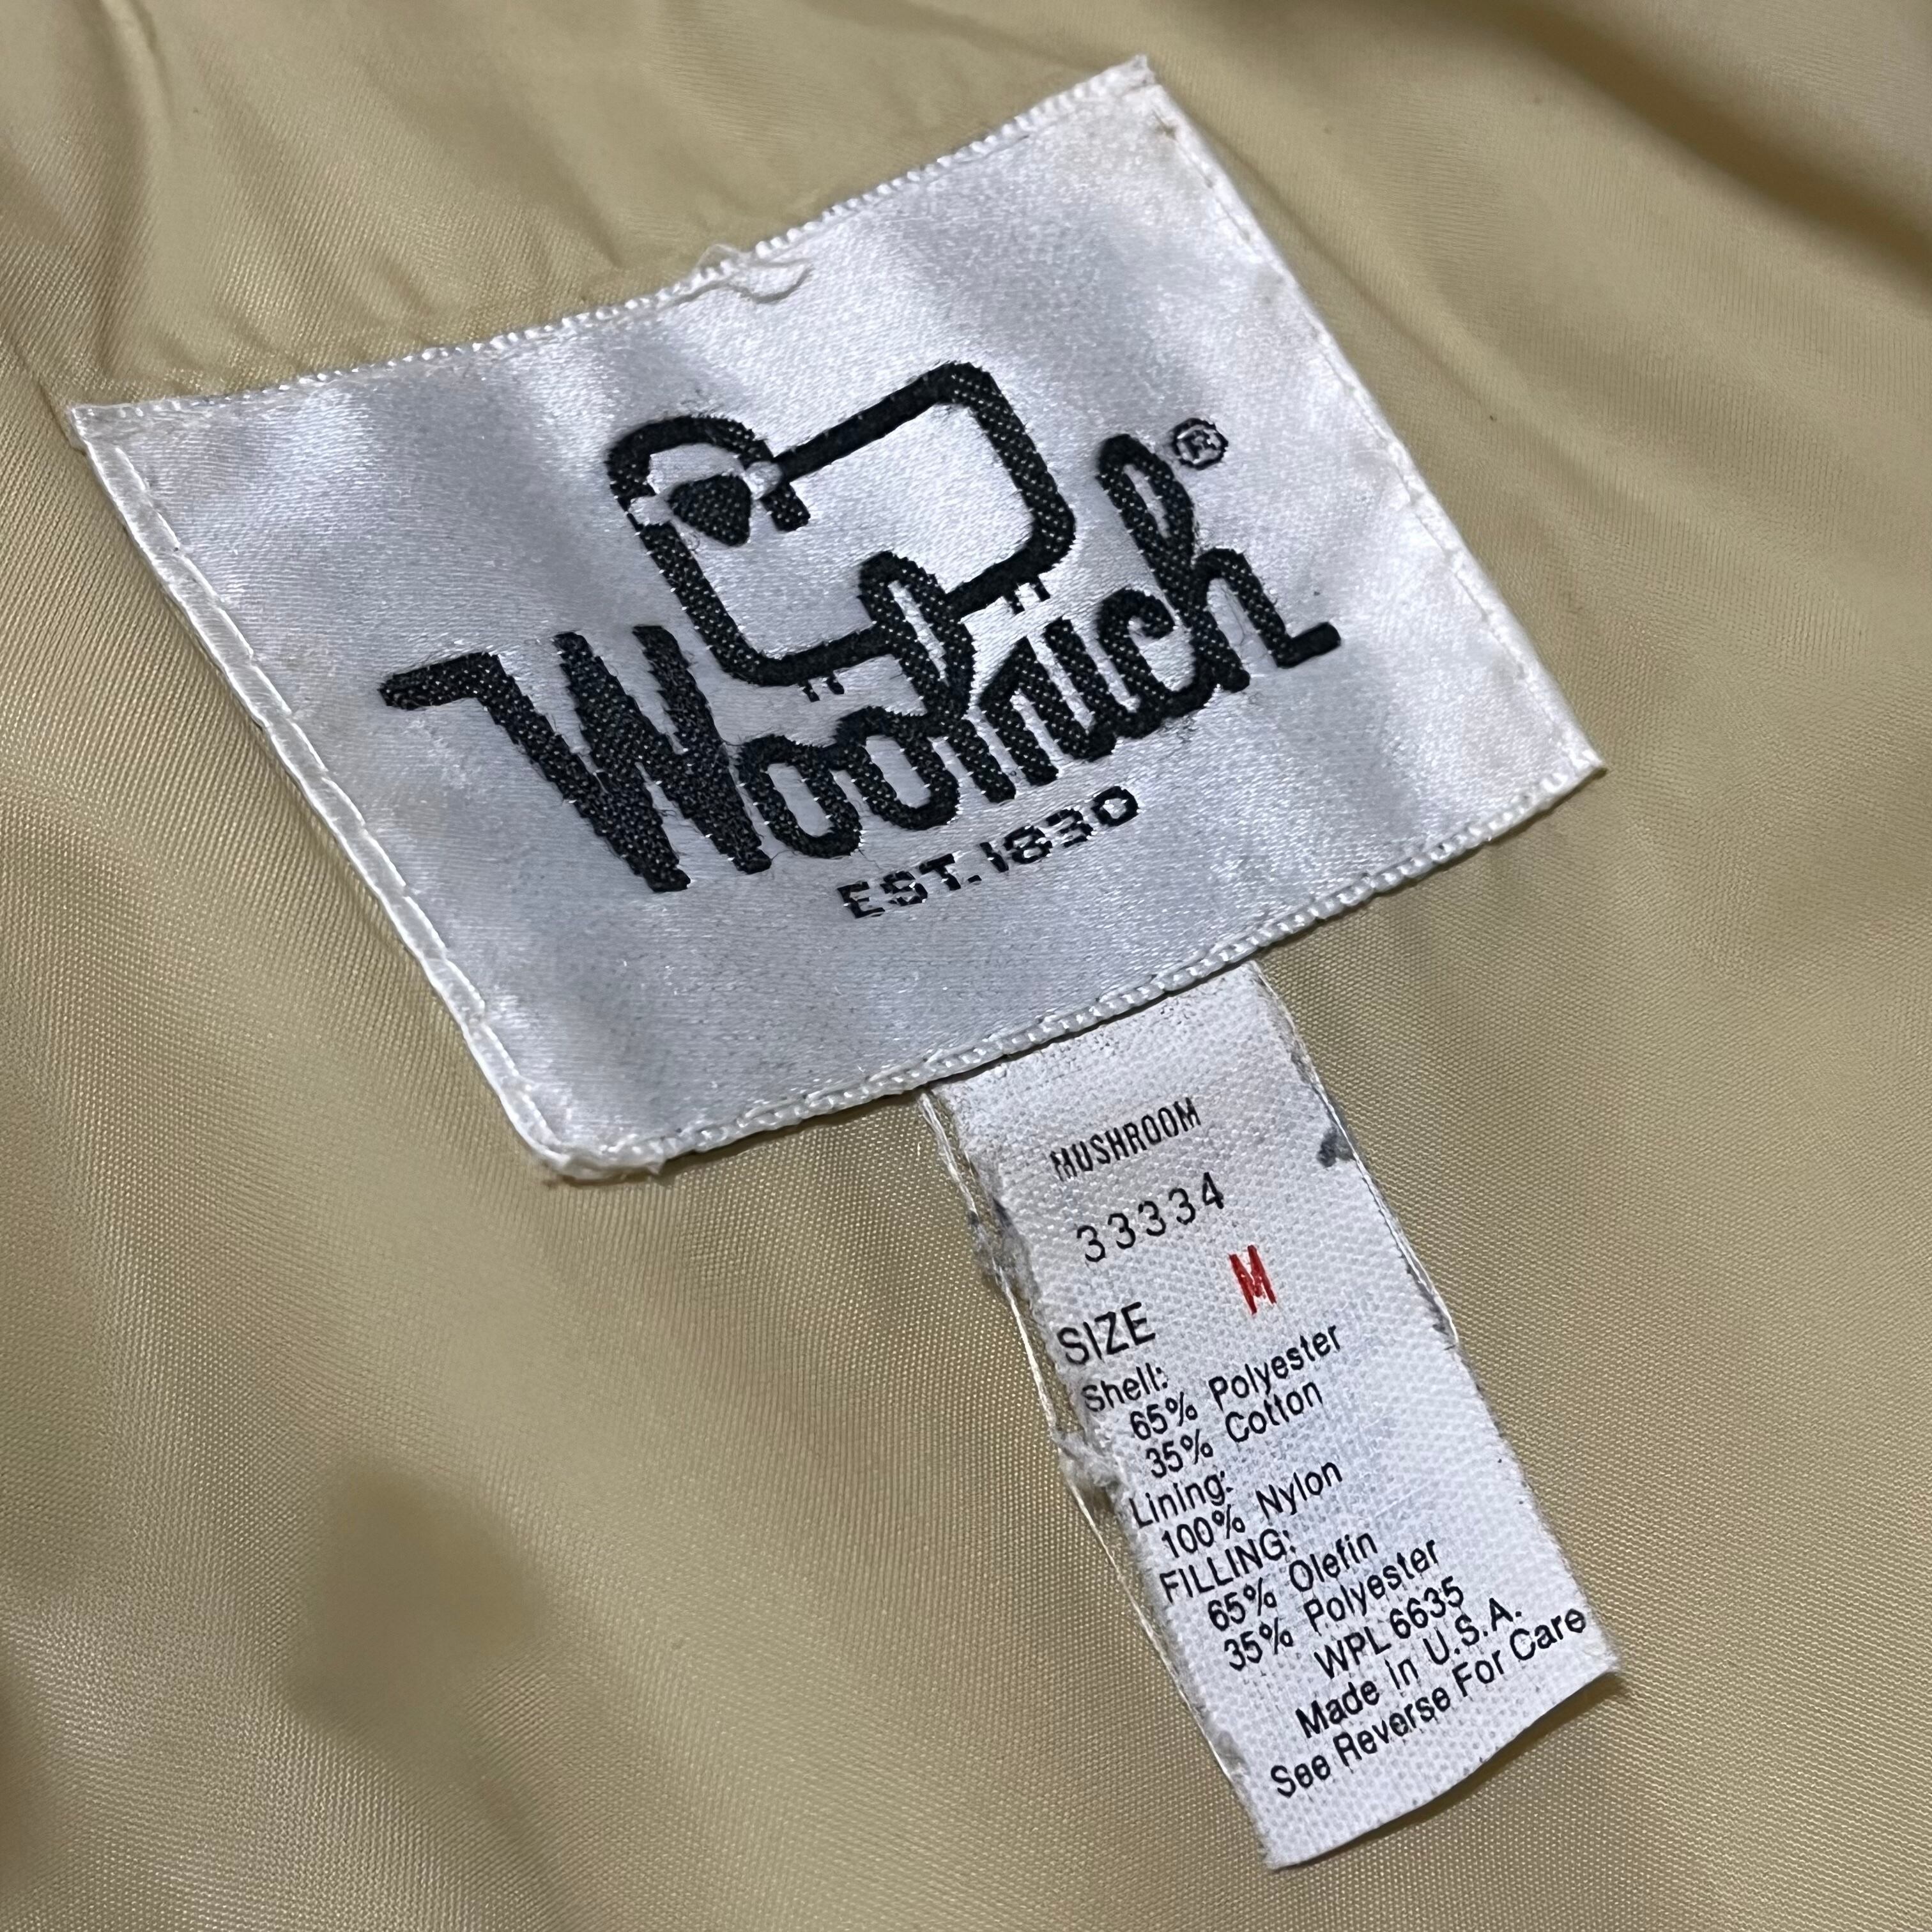 Woolrich®
EST. 1830
MUSHROOM
33334
SIZE M
Shell:
65% Polyester
35% Cotton
Lining:
100% Nylon
FILLING:
65% Olefin
35% Polyester
WPL 6635
Made In U.S.A.
See Reverse For Care